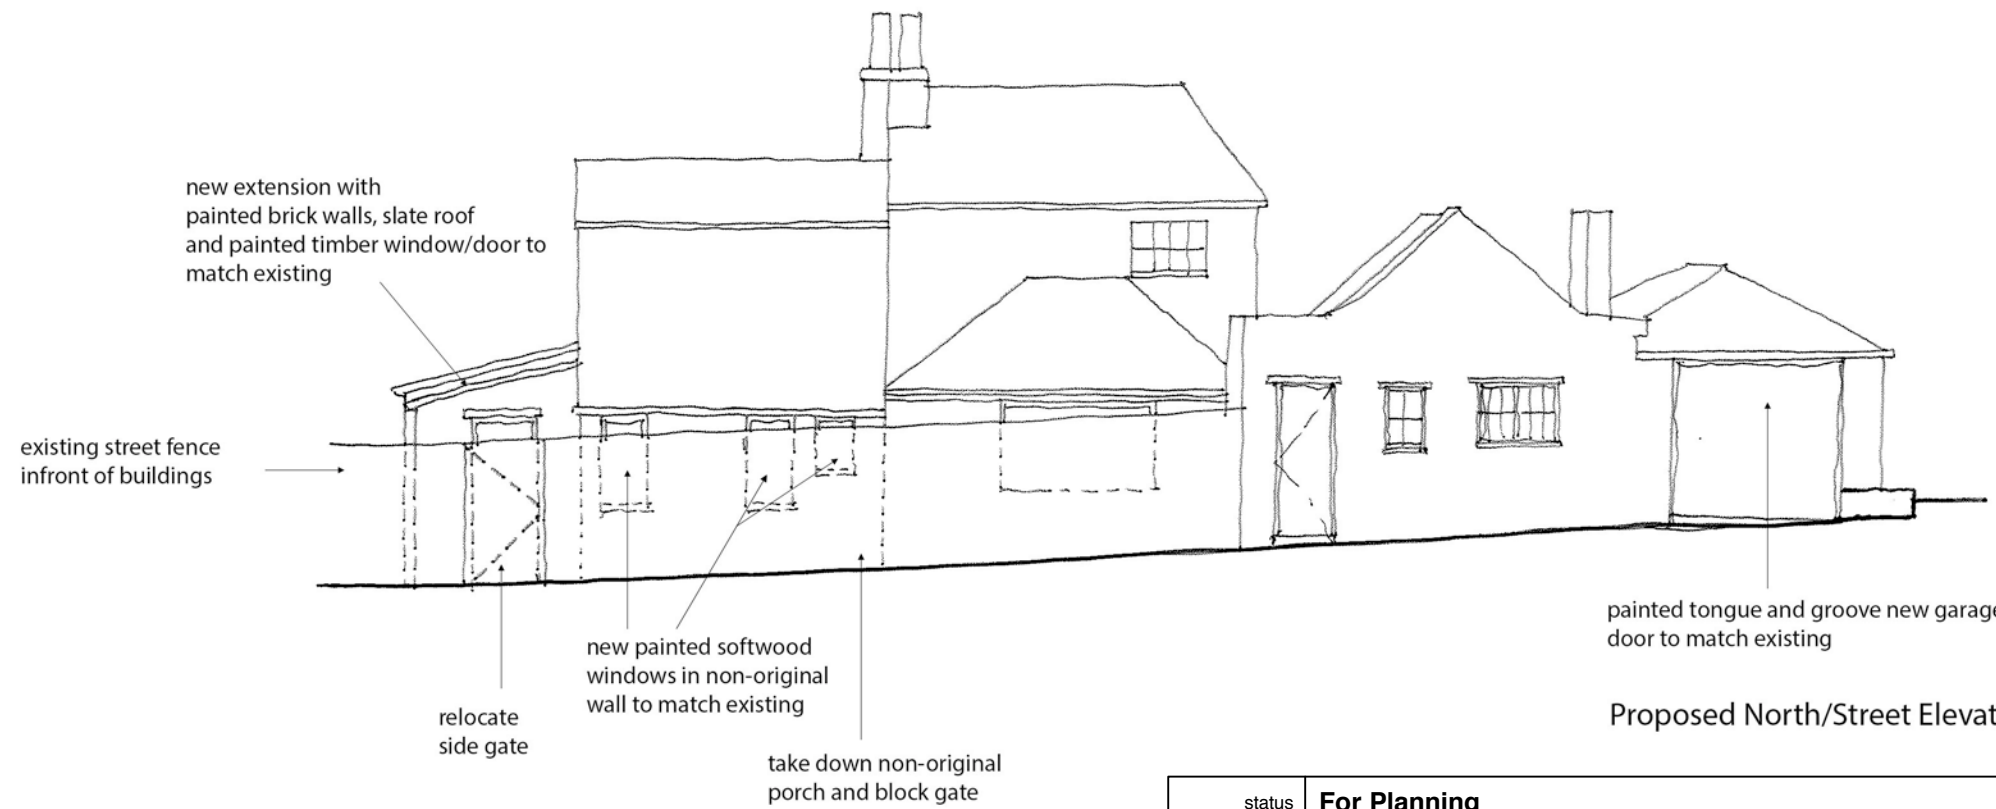 new extension with
painted brick walls, slate roof
and painted timber window/door to
match existing
existing street fence
infront of buildings
new painted softwood
windows in non-original
wall to match existing
relocate
side gate
take down non-original
porch and block gate
painted tongue and groove new garage
door to match existing
Proposed North/Street Elevat
status
For Planning